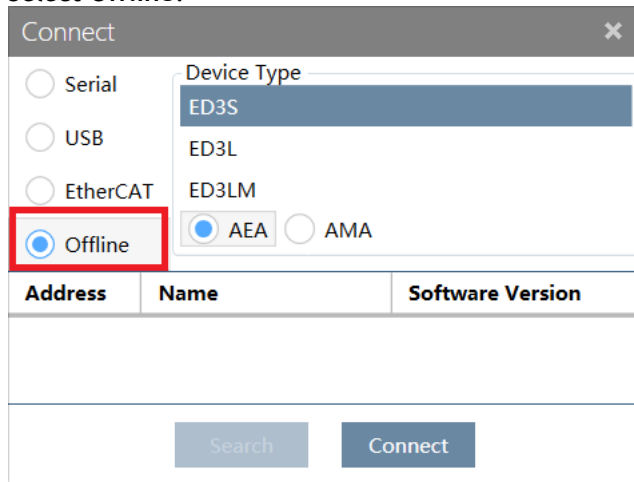 Connect
Serial
USB
EtherCAT
Offline
Device Type
ED3S
ED3L
ED3LM
AEA AMA
Address Name Software Version
Search Connect